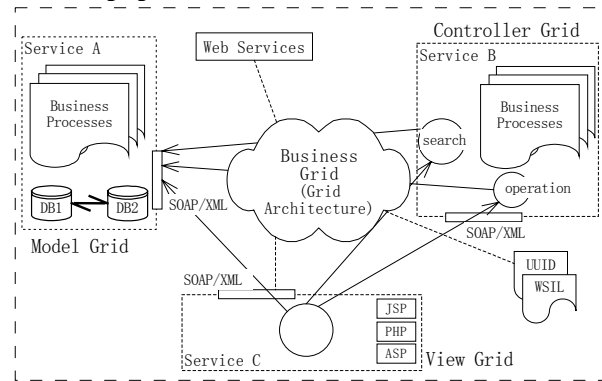 Controller Grid
Service A
Web Services
Service B
Business
Processes
Business
Processes
search
Business
Grid
(Grid
Architecture)
operation
DB1
DB2
SOAP/XML
Model Grid
SOAP/XML
UUID
WSIL
SOAP/XML
JSP
PHP
ASP
Service C
View Grid